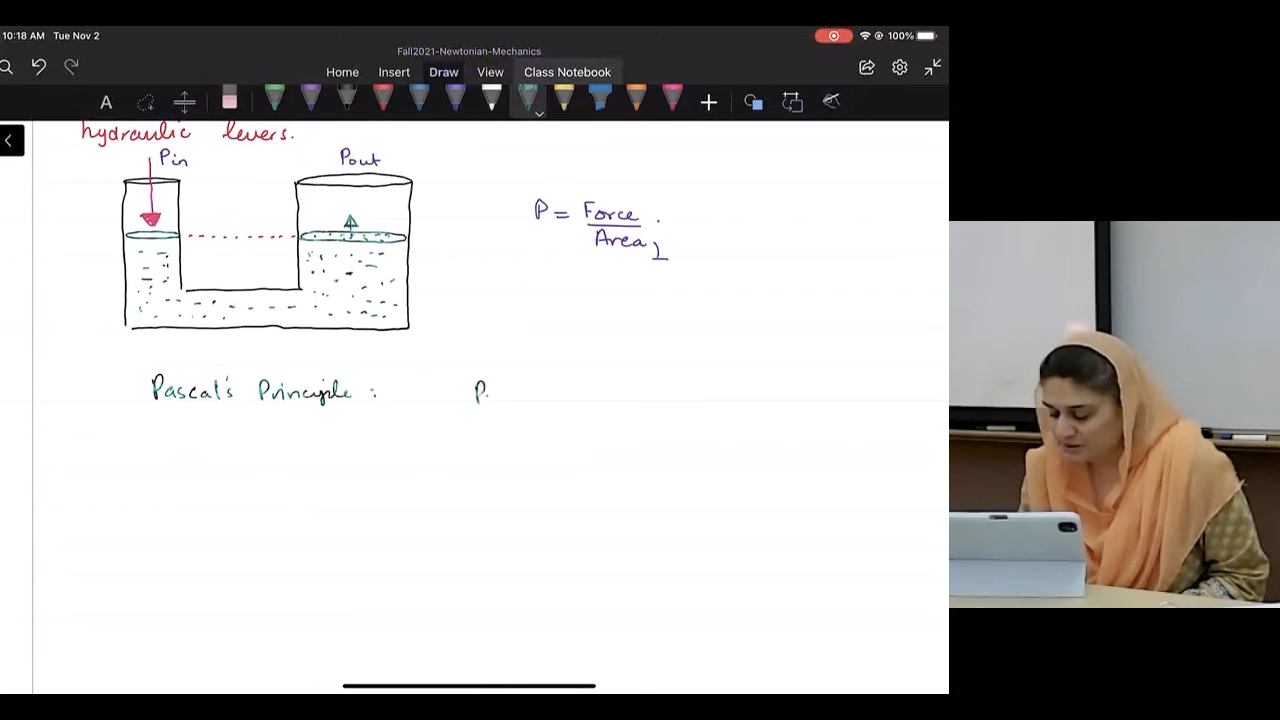 10:18 AM Tue Nov 2
100%
Fall2021-Newtonian-Mechanics
Home Insert Draw View Class Notebook
A
hydraulic levers.
Pin
Pout
P = Force
Area⊥
Pascal's Principle :
P